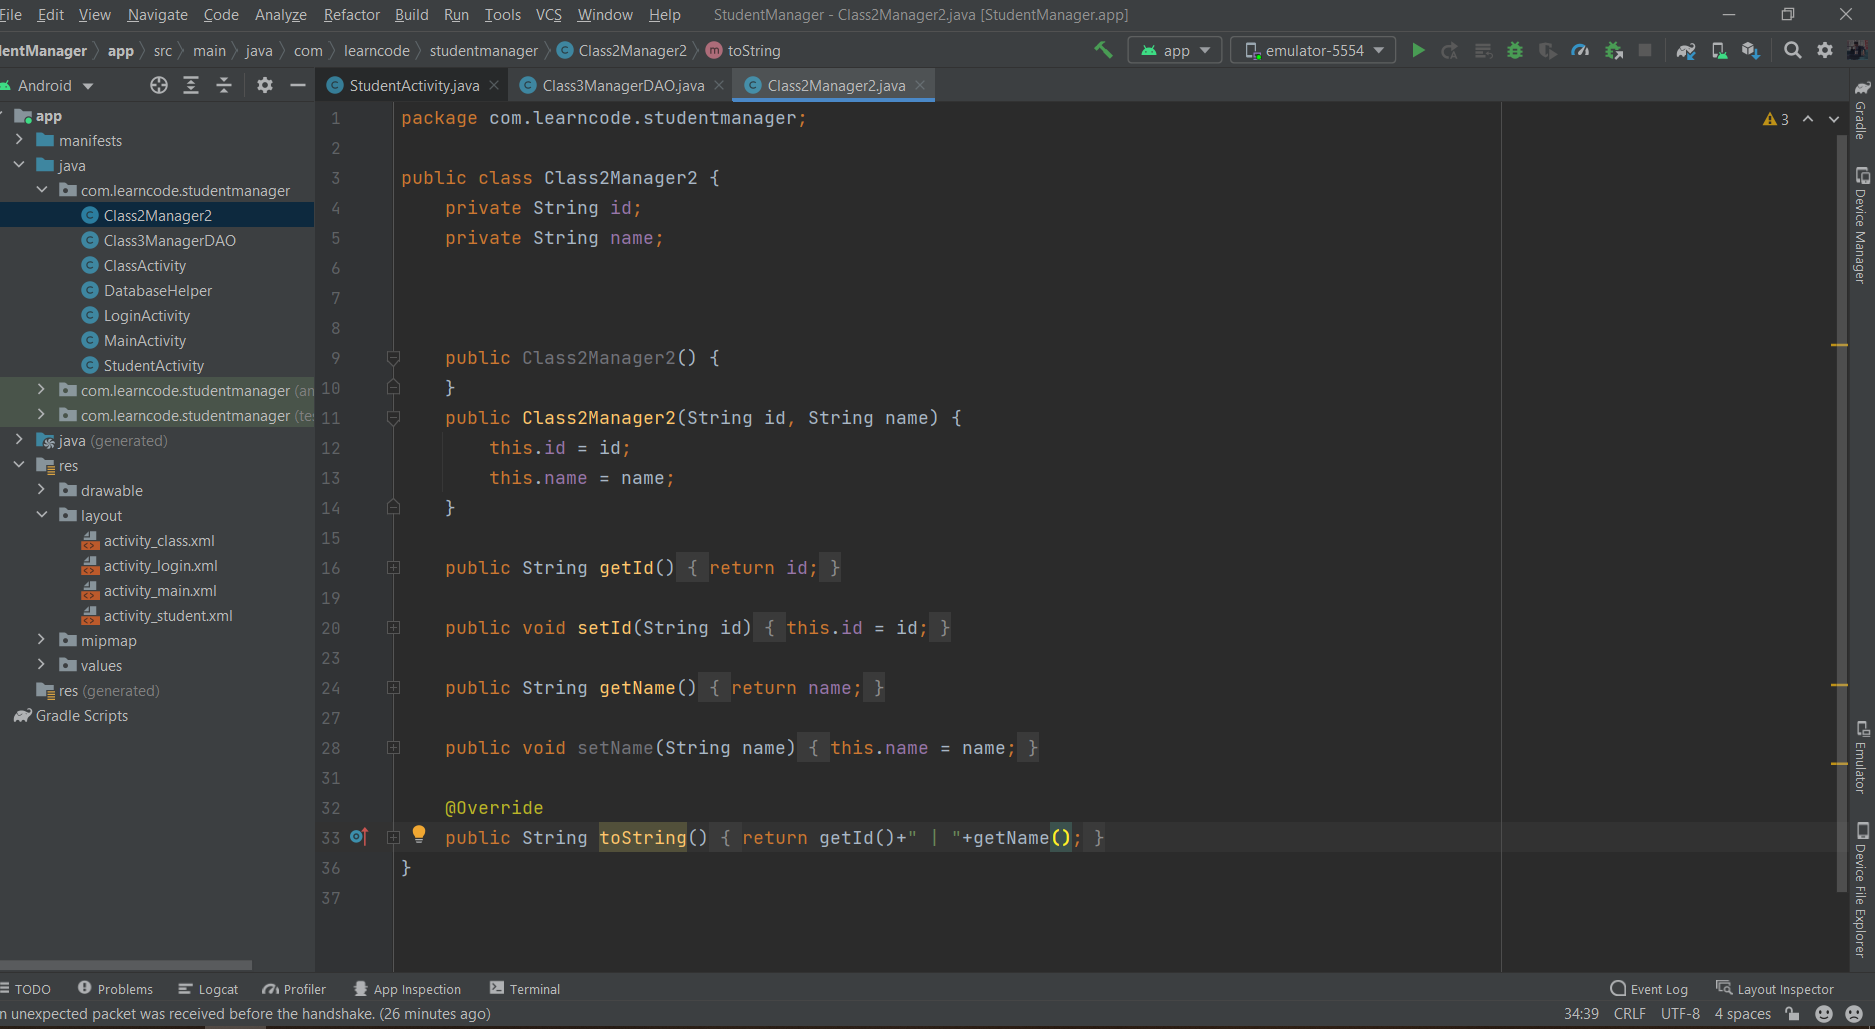 File Edit View Navigate Code Analyze Refactor Build Run Tools VCS Window Help StudentManager - Class2Manager2.java [StudentManager.app]
dentManager app src main java com learncode studentmanager Class2Manager2 toString app emulator-5554
Android StudentActivity.java Class3ManagerDAO.java Class2Manager2.java
app
manifests
java
com.learncode.studentmanager
Class2Manager2
Class3ManagerDAO
ClassActivity
DatabaseHelper
LoginActivity
MainActivity
StudentActivity
com.learncode.studentmanager (an
com.learncode.studentmanager (tes
java (generated)
res
drawable
layout
activity_class.xml
activity_login.xml
activity_main.xml
activity_student.xml
mipmap
values
res (generated)
Gradle Scripts
1 package com.learncode.studentmanager;
2
3 public class Class2Manager2 {
4 private String id;
5 private String name;
6
7
8
9 public Class2Manager2() {
10 }
11 public Class2Manager2(String id, String name) {
12 this.id = id;
13 this.name = name;
14 }
15
16 public String getId() { return id; }
19
20 public void setId(String id) { this.id = id; }
23
24 public String getName() { return name; }
27
28 public void setName(String name) { this.name = name; }
31
32 @Override
33 public String toString() { return getId()+" | "+getName(); }
36 }
37
3
Gradle
Device Manager
Emulator
Device File Explorer
TODO Problems Logcat Profiler App Inspection Terminal Event Log Layout Inspector
n unexpected packet was received before the handshake. (26 minutes ago) 34:39 CRLF UTF-8 4 spaces